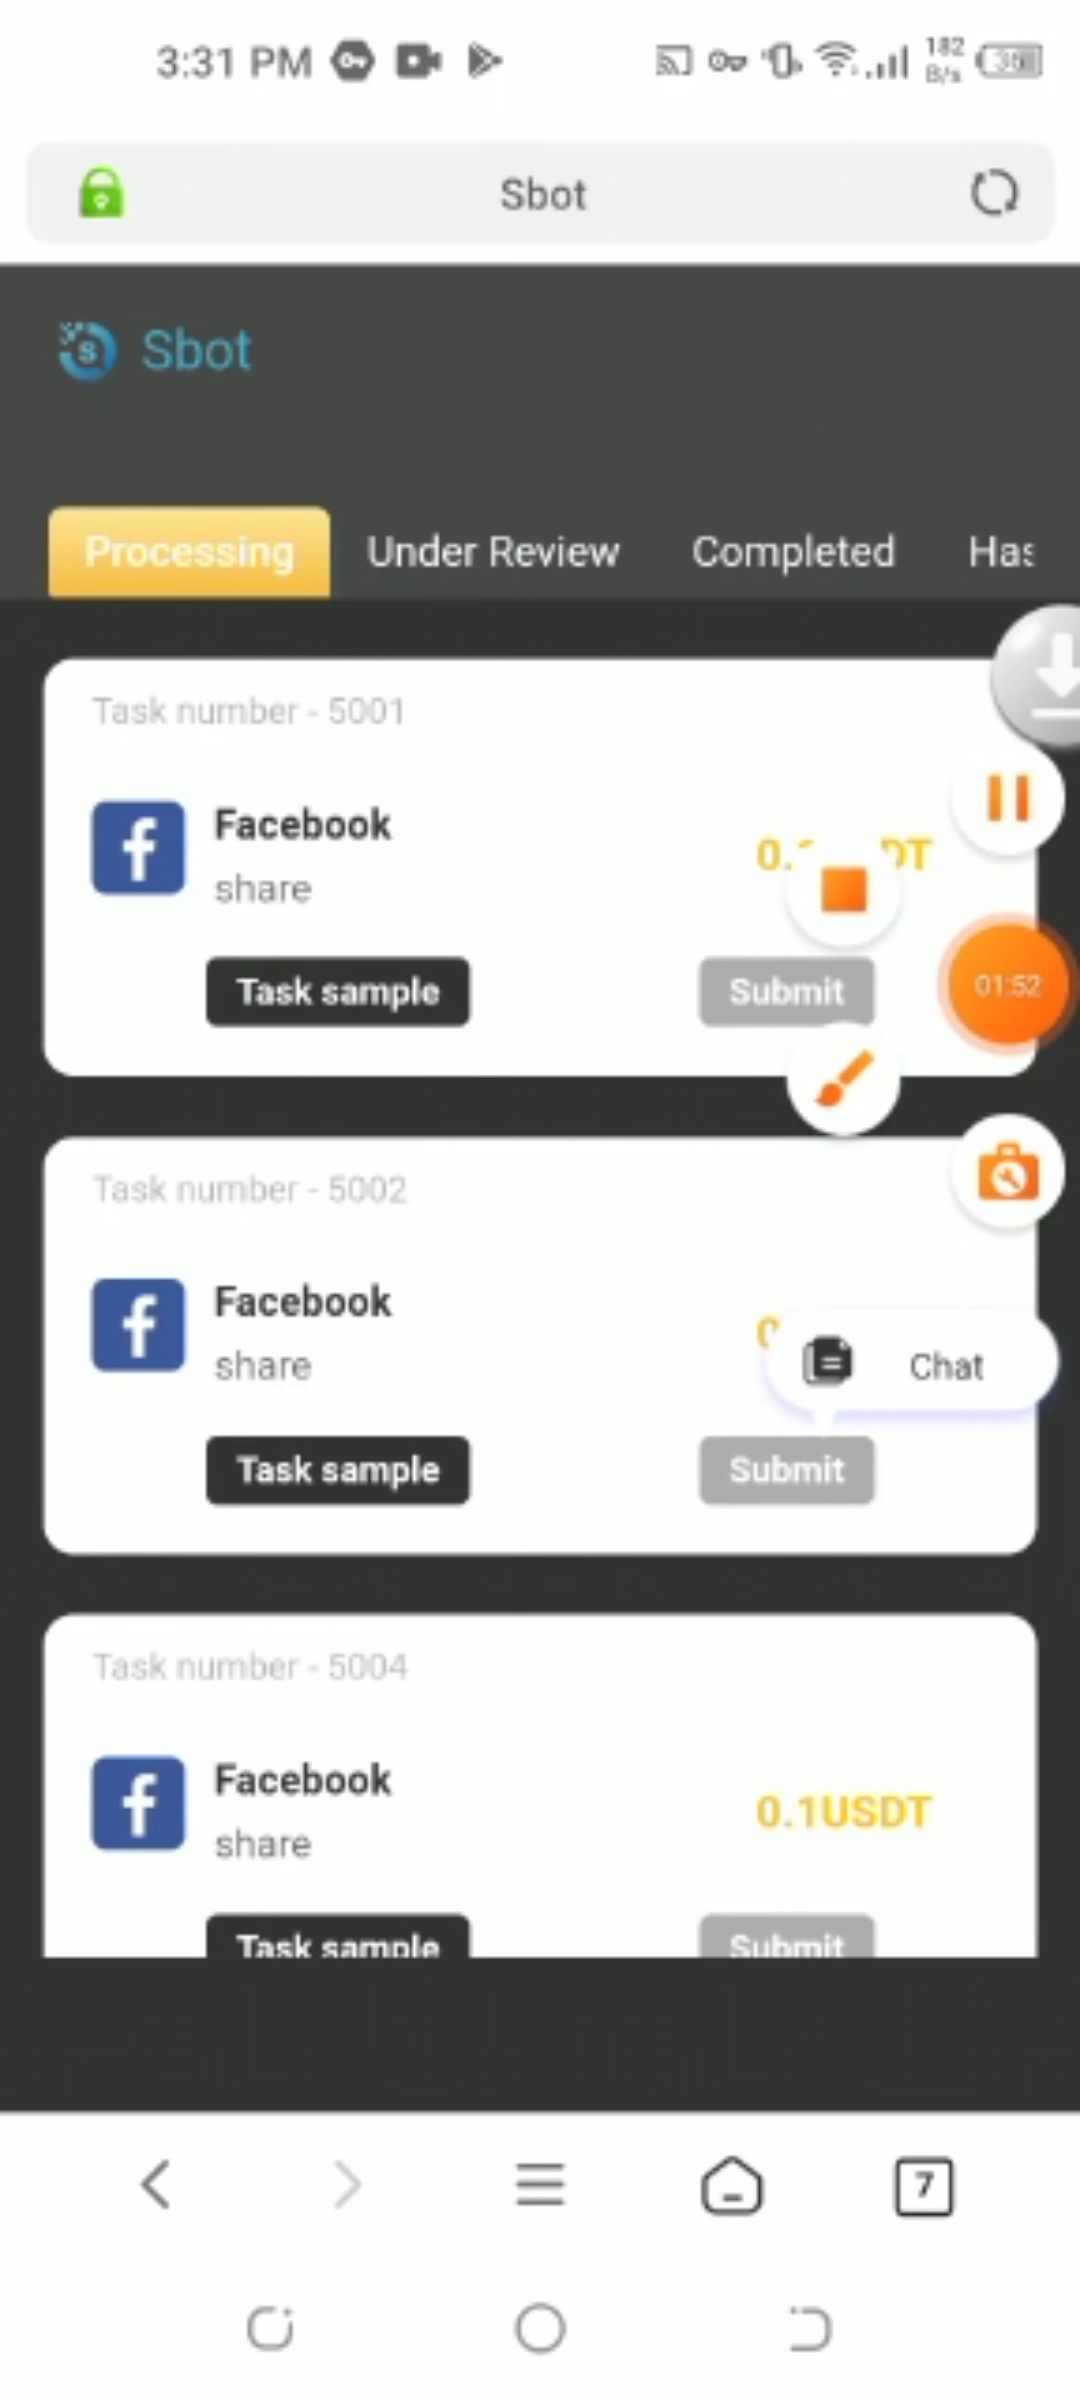 3:31 PM
182
B/s
Sbot
Sbot
Processing
Under Review
Completed
Task number - 5001
Facebook
share
Task sample
Submit
01:52
Task number - 5002
Facebook
share
Chat
Task sample
Submit
Task number - 5004
Facebook
share
0.1USDT
Task sample
Submit
7